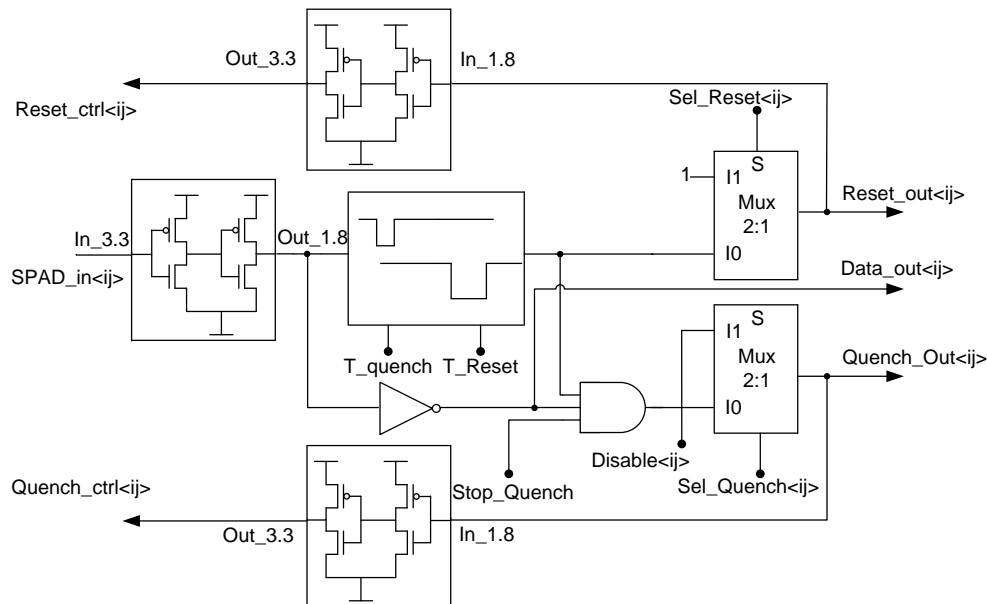 Out_3.3
In_1.8
Reset_ctrl<ij>
Sel_Reset<ij>
S
1
I1
Mux
2:1
I0
Reset_out<ij>
In_3.3
SPAD_in<ij>
Out_1.8
T_quench
T_Reset
Data_out<ij>
S
I1
Mux
2:1
I0
Quench_Out<ij>
Disable<ij>
Stop_Quench
Sel_Quench<ij>
Quench_ctrl<ij>
Out_3.3
In_1.8